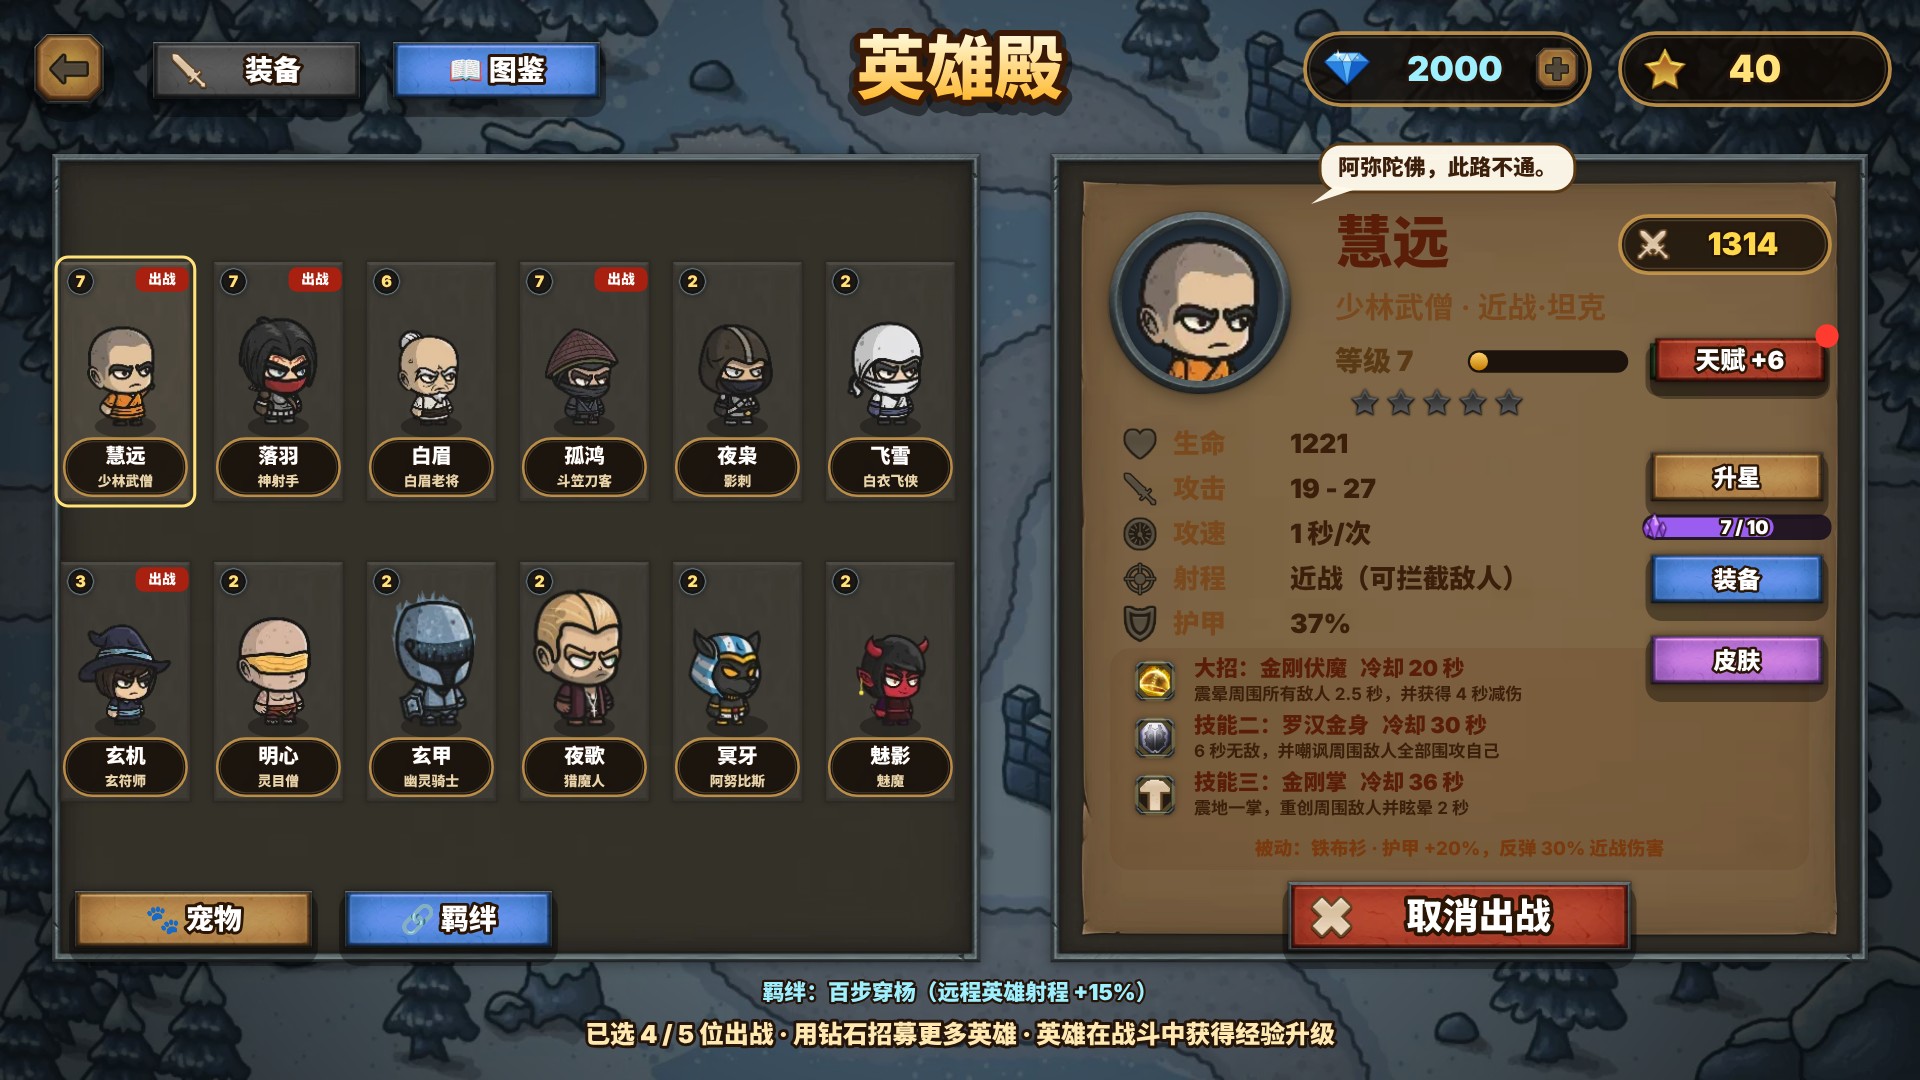 装备
图鉴
英雄殿
2000
40
7
出战
慧远
少林武僧
7
出战
落羽
神射手
6
白眉
白眉老将
7
出战
孤鸿
斗笠刀客
2
夜枭
影刺
2
飞雪
白衣飞侠
3
出战
玄机
玄符师
2
明心
灵目僧
2
玄甲
幽灵骑士
2
夜歌
猎魔人
2
冥牙
阿努比斯
2
魅影
魅魔
宠物
羁绊
阿弥陀佛，此路不通。
慧远
1314
少林武僧 · 近战·坦克
等级 7
天赋 +6
生命 1221
攻击 19 - 27
攻速 1 秒/次
射程 近战（可拦截敌人）
护甲 37%
升星
7 / 10
装备
皮肤
大招：金刚伏魔 冷却 20 秒
震晕周围所有敌人 2.5 秒，并获得 4 秒减伤
技能二：罗汉金身 冷却 30 秒
6 秒无敌，并嘲讽周围敌人全部围攻自己
技能三：金刚掌 冷却 36 秒
震地一掌，重创周围敌人并眩晕 2 秒
被动：铁布衫 · 护甲 +20%，反弹 30% 近战伤害
取消出战
羁绊：百步穿杨（远程英雄射程 +15%）
已选 4 / 5 位出战 · 用钻石招募更多英雄 · 英雄在战斗中获得经验升级